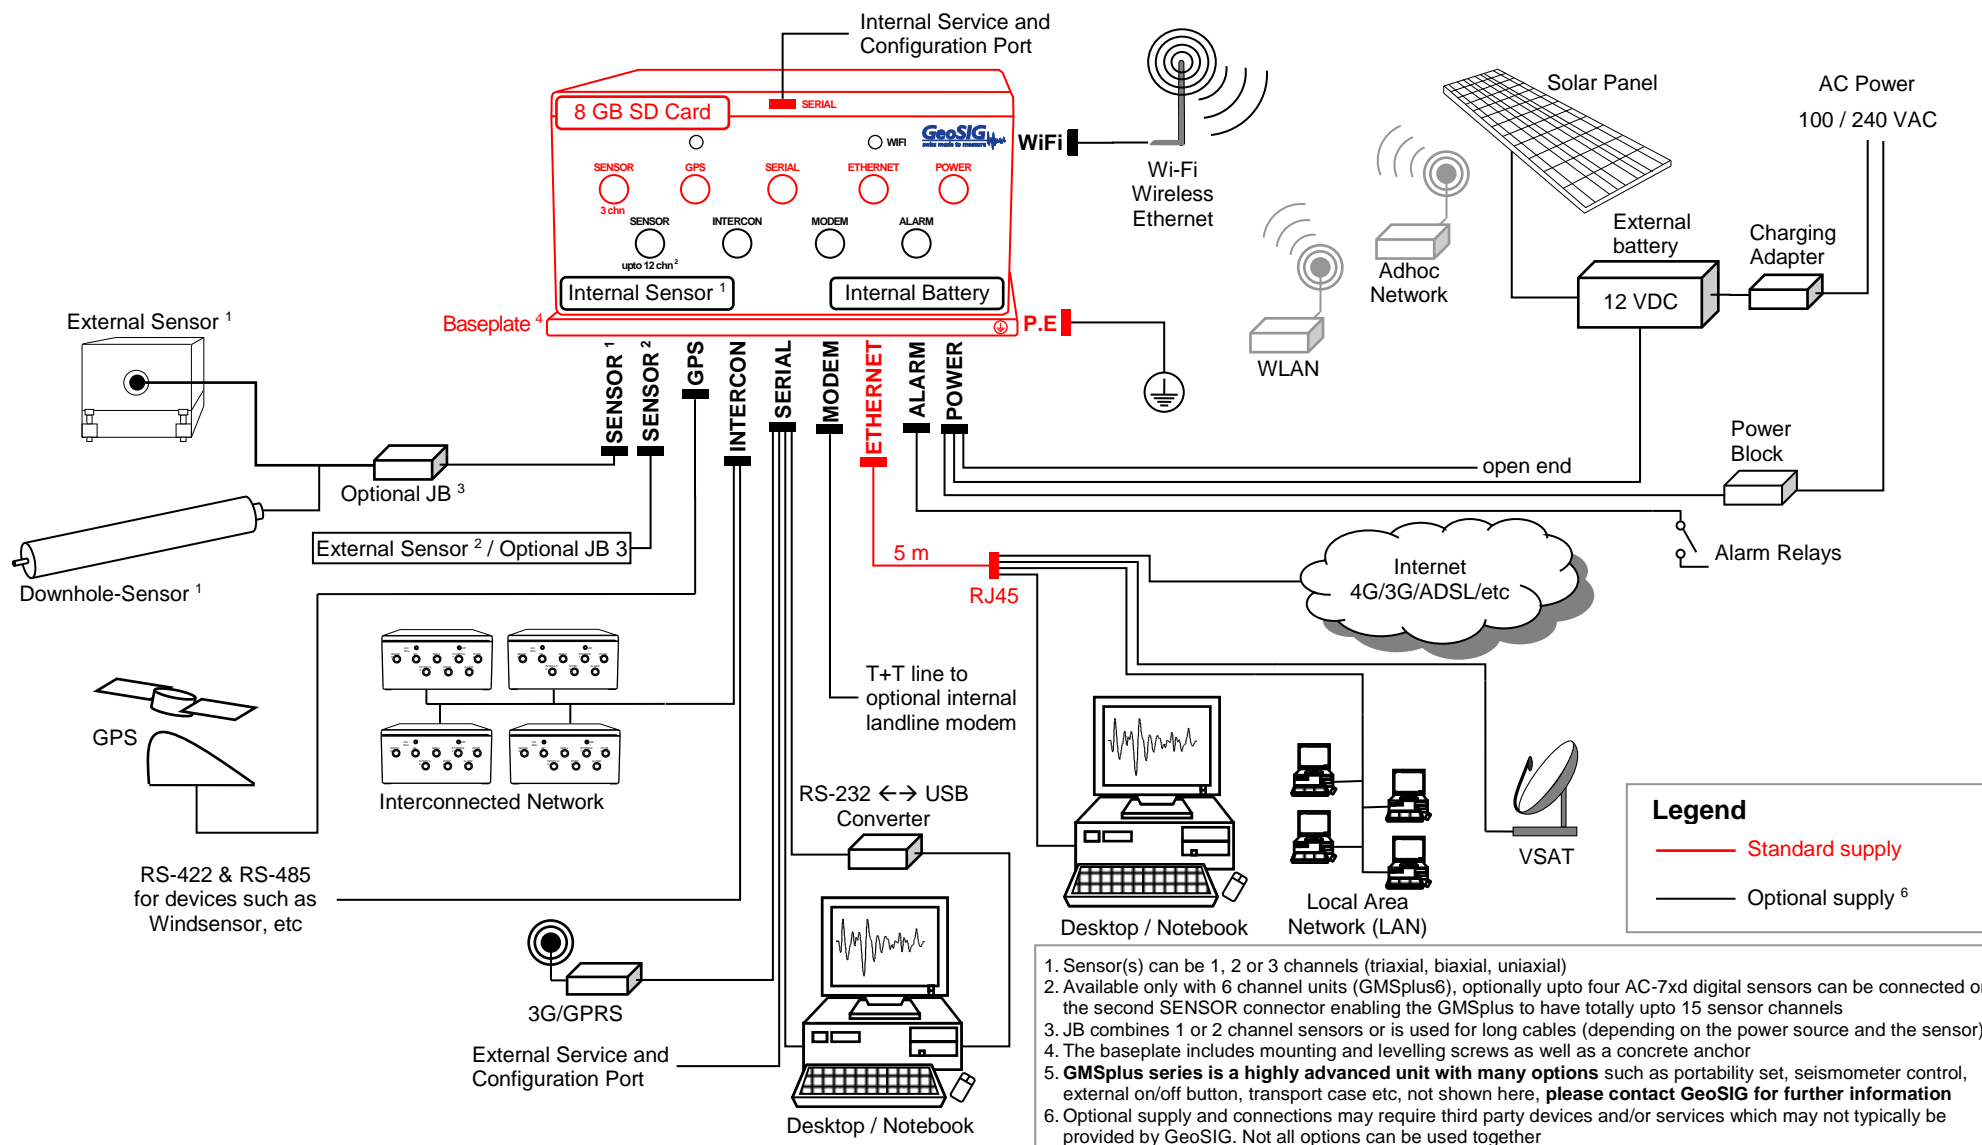 Internal Service and
Configuration Port
8 GB SD Card
SERIAL
GeoSIG
swiss made to measure
WIFI
WiFi
SENSOR
GPS
SERIAL
ETHERNET
POWER
3 chn
SENSOR
INTERCON
MODEM
ALARM
upto 12 chn 2
Internal Sensor 1
Internal Battery
Baseplate 4
P.E
Wi-Fi
Wireless
Ethernet
Solar Panel
AC Power
100 / 240 VAC
Adhoc
Network
WLAN
External
battery
12 VDC
Charging
Adapter
Power
Block
External Sensor 1
SENSOR 1
SENSOR 2
GPS
INTERCON
SERIAL
MODEM
ETHERNET
ALARM
POWER
open end
Optional JB 3
External Sensor 2 / Optional JB 3
Downhole-Sensor 1
5 m
RJ45
Internet
4G/3G/ADSL/etc
Alarm Relays
GPS
Interconnected Network
T+T line to
optional internal
landline modem
RS-232 ←→ USB
Converter
RS-422 & RS-485
for devices such as
Windsensor, etc
3G/GPRS
External Service and
Configuration Port
Desktop / Notebook
Desktop / Notebook
Local Area
Network (LAN)
VSAT
Legend
Standard supply
Optional supply 6
1. Sensor(s) can be 1, 2 or 3 channels (triaxial, biaxial, uniaxial)
2. Available only with 6 channel units (GMSplus6), optionally upto four AC-7xd digital sensors can be connected on
the second SENSOR connector enabling the GMSplus to have totally upto 15 sensor channels
3. JB combines 1 or 2 channel sensors or is used for long cables (depending on the power source and the sensor)
4. The baseplate includes mounting and levelling screws as well as a concrete anchor
5. GMSplus series is a highly advanced unit with many options such as portability set, seismometer control,
external on/off button, transport case etc, not shown here, please contact GeoSIG for further information
6. Optional supply and connections may require third party devices and/or services which may not typically be
provided by GeoSIG. Not all options can be used together